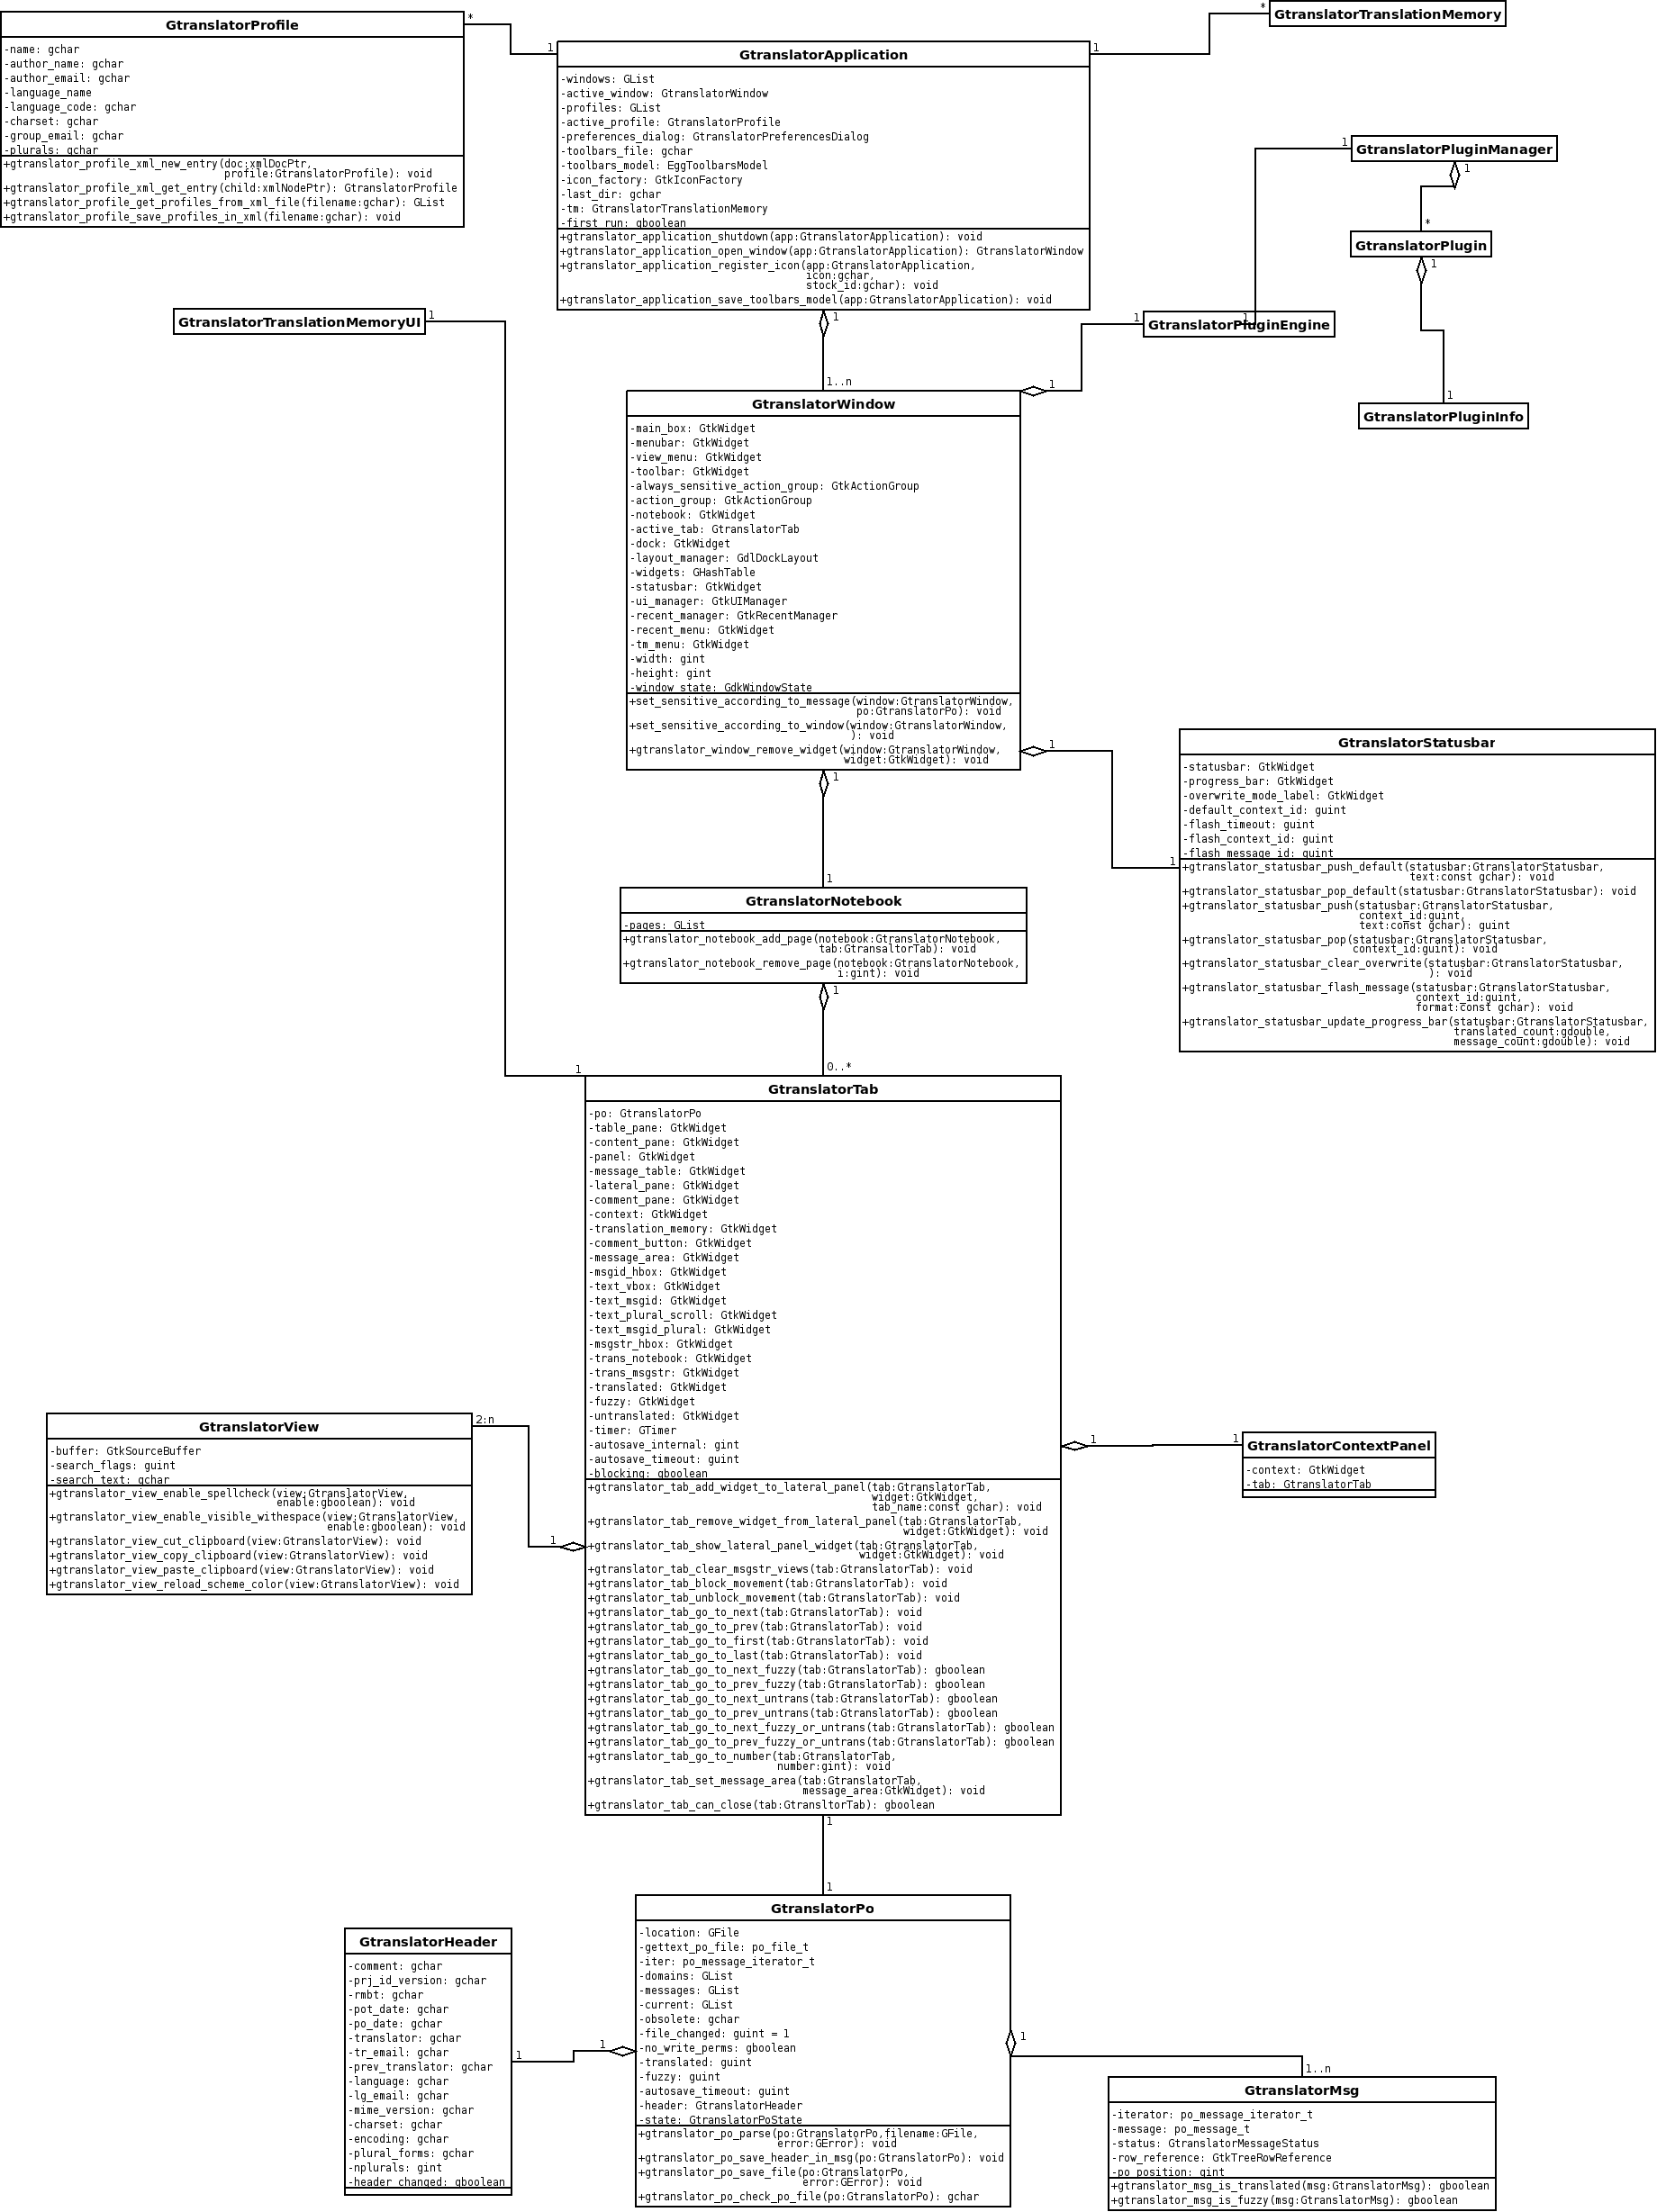 GtranslatorProfile
-name: gchar
-author_name: gchar
-author_email: gchar
-language_name
-language_code: gchar
-charset: gchar
-group_email: gchar
-plurals: gchar
+gtranslator_profile_xml_new_entry(doc:xmlDocPtr,
profile:GtranslatorProfile): void
+gtranslator_profile_xml_get_entry(child:xmlNodePtr): GtranslatorProfile
+gtranslator_profile_get_profiles_from_xml_file(filename:gchar): GList
+gtranslator_profile_save_profiles_in_xml(filename:gchar): void
*
1
GtranslatorApplication
-windows: GList
-active_window: GtranslatorWindow
-profiles: GList
-active_profile: GtranslatorProfile
-preferences_dialog: GtranslatorPreferencesDialog
-toolbars_file: gchar
-toolbars_model: EggToolbarsModel
-icon_factory: GtkIconFactory
-last_dir: gchar
-tm: GtranslatorTranslationMemory
-first_run: gboolean
+gtranslator_application_shutdown(app:GtranslatorApplication): void
+gtranslator_application_open_window(app:GtranslatorApplication): GtranslatorWindow
+gtranslator_application_register_icon(app:GtranslatorApplication,
icon:gchar,
stock_id:gchar): void
+gtranslator_application_save_toolbars_model(app:GtranslatorApplication): void
1
*
GtranslatorTranslationMemory
1
GtranslatorPluginManager
1
*
GtranslatorPlugin
1
1
GtranslatorPluginInfo
GtranslatorTranslationMemoryUI
1
1
1..n
1
GtranslatorPluginEngine
1
1
GtranslatorWindow
-main_box: GtkWidget
-menubar: GtkWidget
-view_menu: GtkWidget
-toolbar: GtkWidget
-always_sensitive_action_group: GtkActionGroup
-action_group: GtkActionGroup
-notebook: GtkWidget
-active_tab: GtranslatorTab
-dock: GtkWidget
-layout_manager: GdlDockLayout
-widgets: GHashTable
-statusbar: GtkWidget
-ui_manager: GtkUIManager
-recent_manager: GtkRecentManager
-recent_menu: GtkWidget
-tm_menu: GtkWidget
-width: gint
-height: gint
-window_state: GdkWindowState
+set_sensitive_according_to_message(window:GtranslatorWindow,
po:GtranslatorPo): void
+set_sensitive_according_to_window(window:GtranslatorWindow,
): void
+gtranslator_window_remove_widget(window:GtranslatorWindow,
widget:GtkWidget): void
1
1
GtranslatorStatusbar
-statusbar: GtkWidget
-progress_bar: GtkWidget
-overwrite_mode_label: GtkWidget
-default_context_id: guint
-flash_timeout: guint
-flash_context_id: guint
-flash_message_id: guint
+gtranslator_statusbar_push_default(statusbar:GtranslatorStatusbar,
text:const gchar): void
+gtranslator_statusbar_pop_default(statusbar:GtranslatorStatusbar): void
+gtranslator_statusbar_push(statusbar:GtranslatorStatusbar,
context_id:guint,
text:const gchar): guint
+gtranslator_statusbar_pop(statusbar:GtranslatorStatusbar,
context_id:guint): void
+gtranslator_statusbar_clear_overwrite(statusbar:GtranslatorStatusbar,
): void
+gtranslator_statusbar_flash_message(statusbar:GtranslatorStatusbar,
context_id:guint,
format:const gchar): void
+gtranslator_statusbar_update_progress_bar(statusbar:GtranslatorStatusbar,
translated_count:gdouble,
message_count:gdouble): void
1
1
GtranslatorNotebook
-pages: GList
+gtranslator_notebook_add_page(notebook:GtranslatorNotebook,
tab:GtransaltorTab): void
+gtranslator_notebook_remove_page(notebook:GtranslatorNotebook,
i:gint): void
1
0..*
1
GtranslatorTab
-po: GtranslatorPo
-table_pane: GtkWidget
-content_pane: GtkWidget
-panel: GtkWidget
-message_table: GtkWidget
-lateral_pane: GtkWidget
-comment_pane: GtkWidget
-context: GtkWidget
-translation_memory: GtkWidget
-comment_button: GtkWidget
-message_area: GtkWidget
-msgid_hbox: GtkWidget
-text_vbox: GtkWidget
-text_msgid: GtkWidget
-text_plural_scroll: GtkWidget
-text_msgid_plural: GtkWidget
-msgstr_hbox: GtkWidget
-trans_notebook: GtkWidget
-trans_msgstr: GtkWidget
-translated: GtkWidget
-fuzzy: GtkWidget
-untranslated: GtkWidget
-timer: GTimer
-autosave_internal: gint
-autosave_timeout: guint
-blocking: gboolean
+gtranslator_tab_add_widget_to_lateral_panel(tab:GtranslatorTab,
widget:GtkWidget,
tab_name:const gchar): void
+gtranslator_tab_remove_widget_from_lateral_panel(tab:GtranslatorTab,
widget:GtkWidget): void
+gtranslator_tab_show_lateral_panel_widget(tab:GtranslatorTab,
widget:GtkWidget): void
+gtranslator_tab_clear_msgstr_views(tab:GtranslatorTab): void
+gtranslator_tab_block_movement(tab:GtranslatorTab): void
+gtranslator_tab_unblock_movement(tab:GtranslatorTab): void
+gtranslator_tab_go_to_next(tab:GtranslatorTab): void
+gtranslator_tab_go_to_prev(tab:GtranslatorTab): void
+gtranslator_tab_go_to_first(tab:GtranslatorTab): void
+gtranslator_tab_go_to_last(tab:GtranslatorTab): void
+gtranslator_tab_go_to_next_fuzzy(tab:GtranslatorTab): gboolean
+gtranslator_tab_go_to_prev_fuzzy(tab:GtranslatorTab): gboolean
+gtranslator_tab_go_to_next_untrans(tab:GtranslatorTab): gboolean
+gtranslator_tab_go_to_prev_untrans(tab:GtranslatorTab): gboolean
+gtranslator_tab_go_to_next_fuzzy_or_untrans(tab:GtranslatorTab): gboolean
+gtranslator_tab_go_to_prev_fuzzy_or_untrans(tab:GtranslatorTab): gboolean
+gtranslator_tab_go_to_number(tab:GtranslatorTab,
number:gint): void
+gtranslator_tab_set_message_area(tab:GtranslatorTab,
message_area:GtkWidget): void
+gtranslator_tab_can_close(tab:GtransltorTab): gboolean
2:n
1
GtranslatorView
-buffer: GtkSourceBuffer
-search_flags: guint
-search_text: gchar
+gtranslator_view_enable_spellcheck(view:GtranslatorView,
enable:gboolean): void
+gtranslator_view_enable_visible_withespace(view:GtranslatorView,
enable:gboolean): void
+gtranslator_view_cut_clipboard(view:GtranslatorView): void
+gtranslator_view_copy_clipboard(view:GtranslatorView): void
+gtranslator_view_paste_clipboard(view:GtranslatorView): void
+gtranslator_view_reload_scheme_color(view:GtranslatorView): void
1
1
GtranslatorContextPanel
-context: GtkWidget
-tab: GtranslatorTab
1
1
GtranslatorPo
-location: GFile
-gettext_po_file: po_file_t
-iter: po_message_iterator_t
-domains: GList
-messages: GList
-current: GList
-obsolete: gchar
-file_changed: guint = 1
-no_write_perms: gboolean
-translated: guint
-fuzzy: guint
-autosave_timeout: guint
-header: GtranslatorHeader
-state: GtranslatorPoState
+gtranslator_po_parse(po:GtranslatorPo,filename:GFile,
error:GError): void
+gtranslator_po_save_header_in_msg(po:GtranslatorPo): void
+gtranslator_po_save_file(po:GtranslatorPo,
error:GError): void
+gtranslator_po_check_po_file(po:GtranslatorPo): gchar
GtranslatorHeader
-comment: gchar
-prj_id_version: gchar
-rmbt: gchar
-pot_date: gchar
-po_date: gchar
-translator: gchar
-tr_email: gchar
-prev_translator: gchar
-language: gchar
-lg_email: gchar
-mime_version: gchar
-charset: gchar
-encoding: gchar
-plural_forms: gchar
-nplurals: gint
-header_changed: gboolean
1
1
1
1..n
GtranslatorMsg
-iterator: po_message_iterator_t
-message: po_message_t
-status: GtranslatorMessageStatus
-row_reference: GtkTreeRowReference
-po_position: gint
+gtranslator_msg_is_translated(msg:GtranslatorMsg): gboolean
+gtranslator_msg_is_fuzzy(msg:GtranslatorMsg): gboolean